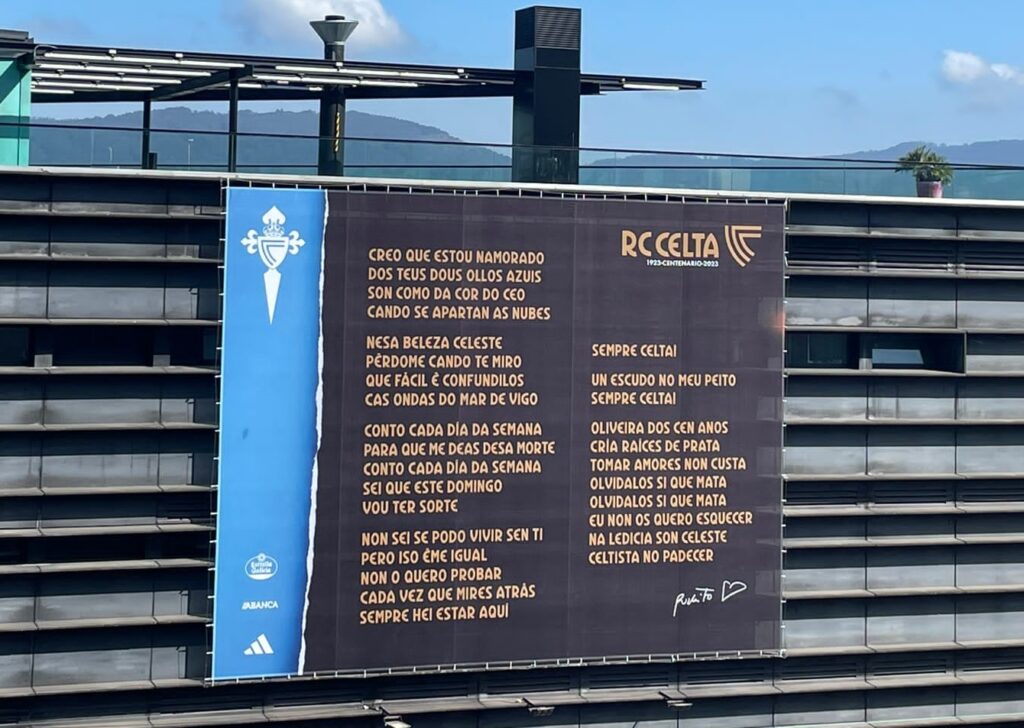 CREO QUE ESTOU NAMORADO
DOS TEUS DOUS OLLOS AZUIS
SON COMO DA COR DO CEO
CANDO SE APARTAN AS NUBES
NESA BELEZA CELESTE
PÉRDOME CANDO TE MIRO
QUE FÁCIL É CONFUNDILOS
CAS ONDAS DO MAR DE VIGO
CONTO CADA DÍA DA SEMANA
PARA QUE ME DEAS DESA MORTE
CONTO CADA DÍA DA SEMANA
SEI QUE ESTE DOMINGO
VOU TER SORTE
NON SEI SE PODO VIVIR SEN TI
PERO ISO ÉME IGUAL
NON O QUERO PROBAR
CADA VEZ QUE MIRES ATRÁS
SEMPRE HEI ESTAR AQUÍ
RC CELTA
1923·CENTENARIO·2023
SEMPRE CELTA!
UN ESCUDO NO MEU PEITO
SEMPRE CELTA!
OLIVEIRA DOS CEN ANOS
CRIA RAÍCES DE PRATA
TOMAR AMORES NON CUSTA
OLVIDALOS SI QUE MATA
OLVIDALOS SI QUE MATA
EU NON OS QUERO ESQUECER
NA LEDICIA SON CELESTE
CELTISTA NO PADECER
Estrella
Galicia
ABANCA